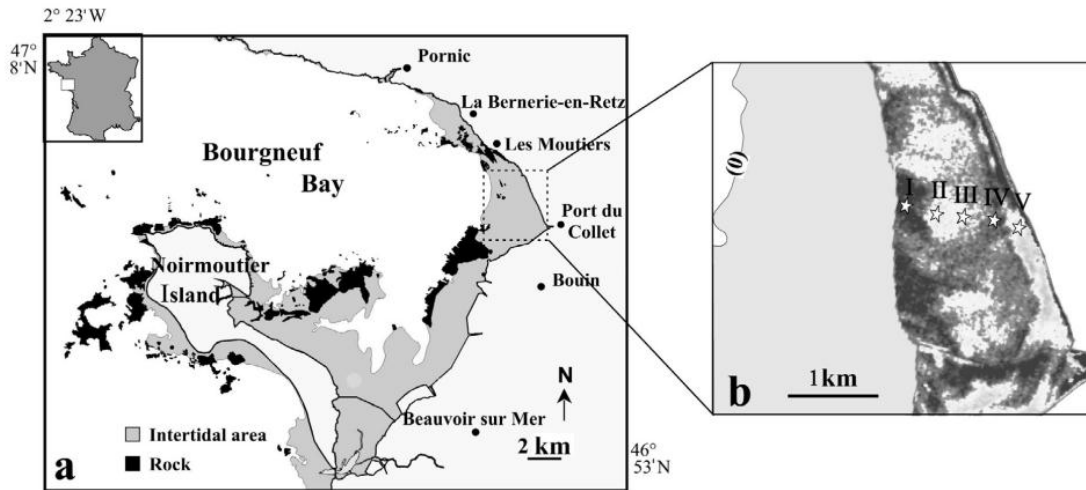 2° 23'W
47°
8'N
Pornic
La Bernerie-en-Retz
Les Moutiers
Bourgneuf
Bay
Port du
Collet
Noirmoutier
Island
Bouin
N
Beauvoir sur Mer
2 km
Intertidal area
Rock
a
46
53'N
(0)
I
II
III
IV
V
1km
b